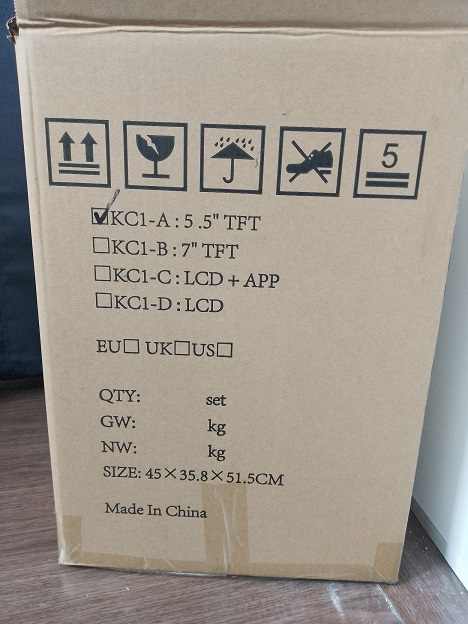 5
☑KC1-A : 5 .5" TFT
☐KC1-B : 7" TFT
☐KC1-C : LCD + APP
☐KC1-D : LCD
EU☐ UK☐US☐
QTY: set
GW: kg
NW: kg
SIZE: 45×35.8×51.5CM
Made In China